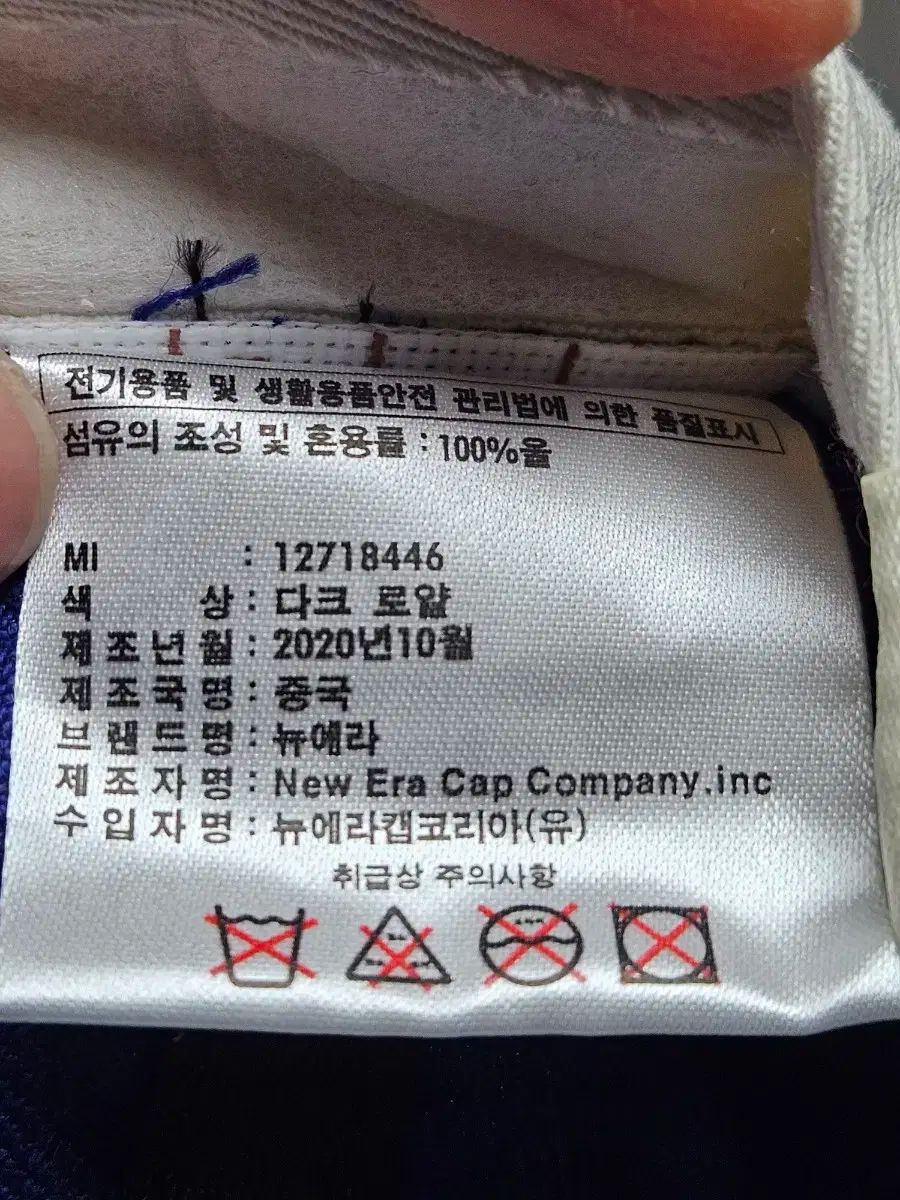 전기용품 및 생활용품안전 관리법에 의한 품질표시
섬유의 조성 및 혼용률 : 100%울
MI : 12718446
색 상 : 다크 로얄
제조년월 : 2020년10월
제조국명 : 중국
브랜드명 : 뉴에라
제조자명 : New Era Cap Company.inc
수입자명 : 뉴에라캡코리아(유)
취급상 주의사항